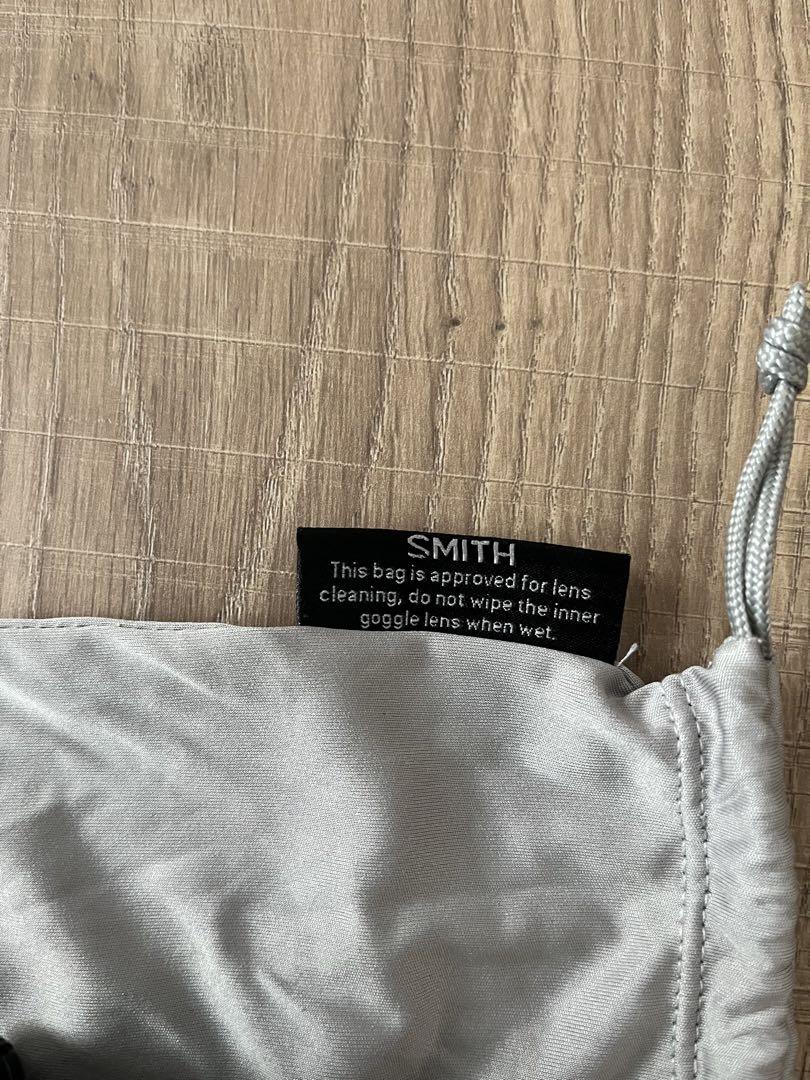 SMITH
This bag is approved for lens
cleaning, do not wipe the inner
goggle lens when wet.